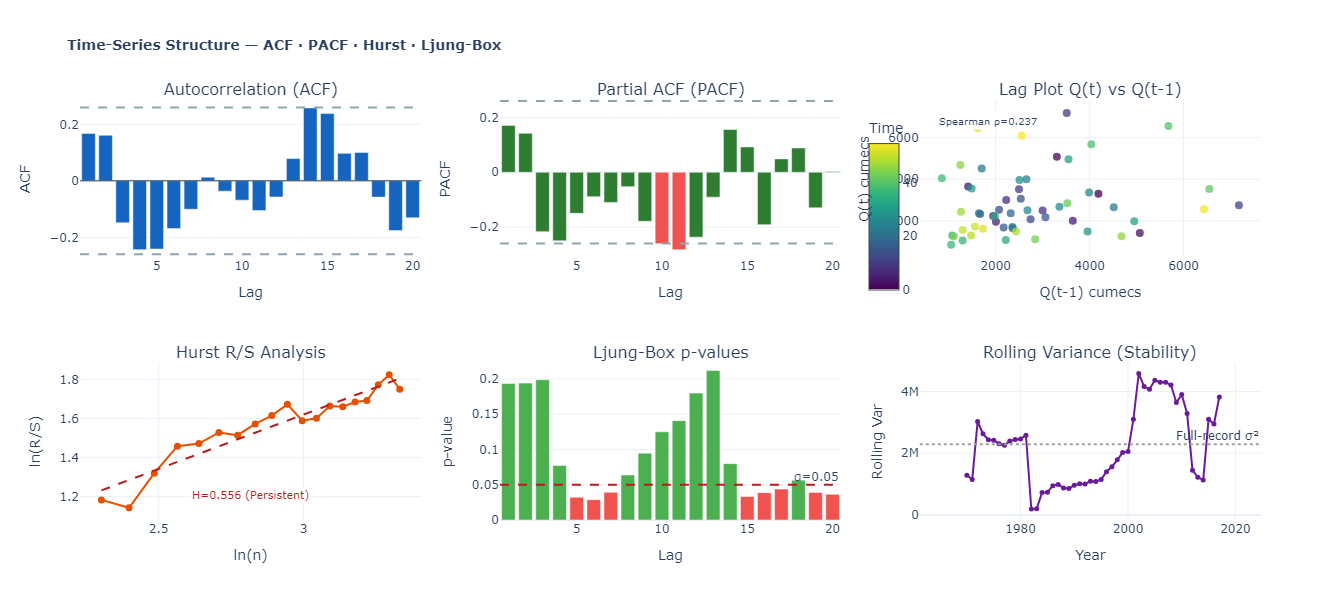 Time-Series Structure — ACF · PACF · Hurst · Ljung-Box
Autocorrelation (ACF)
0.2
0
−0.2
5
10
15
20
Lag
ACF
Partial ACF (PACF)
0.2
0
−0.2
5
10
15
20
Lag
PACF
Lag Plot Q(t) vs Q(t-1)
Spearman ρ=0.237
Time
40
20
0
6000
2000
4000
6000
Q(t-1) cumecs
Q(t) cumecs
Hurst R/S Analysis
1.8
1.6
1.4
1.2
H=0.556 (Persistent)
2.5
3
ln(n)
ln(R/S)
Ljung-Box p-values
0.2
0.15
0.1
0.05
0
α=0.05
5
10
15
20
Lag
p-value
Rolling Variance (Stability)
4M
2M
0
Full-record σ²
1980
2000
2020
Year
Rolling Var